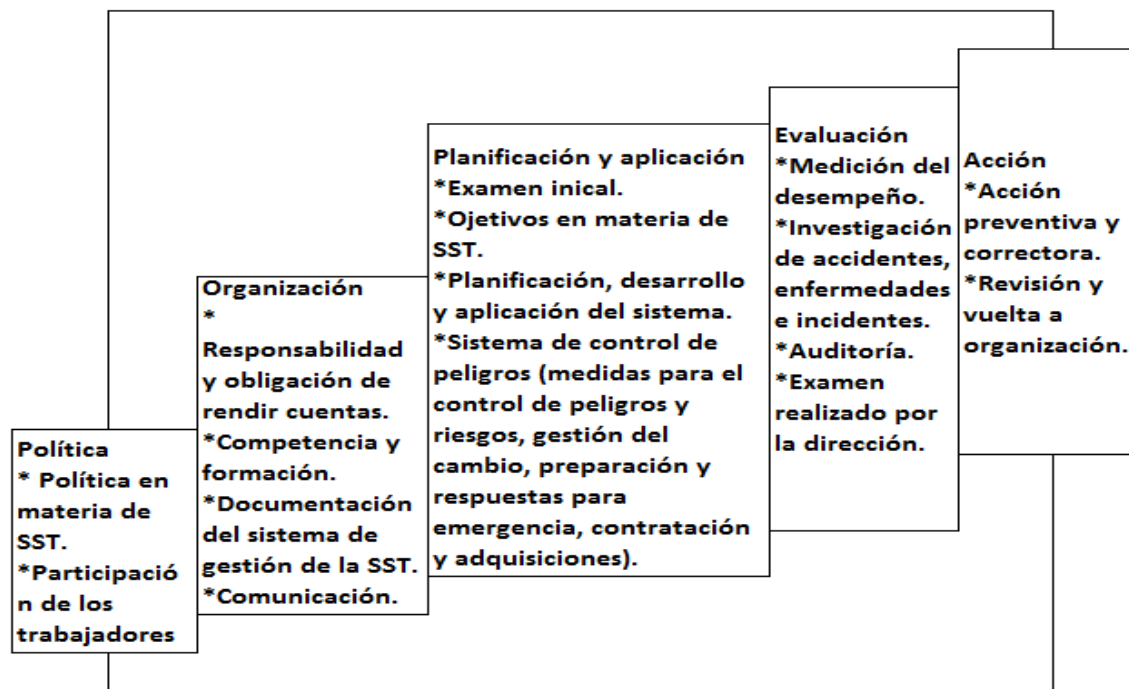 Política
* Política en
materia de
SST.
*Participació
n de los
trabajadores
Organización
*
Responsabilidad
y obligación de
rendir cuentas.
*Competencia y
formación.
*Documentación
del sistema de
gestión de la SST.
*Comunicación.
Planificación y aplicación
*Examen inical.
*Ojetivos en materia de
SST.
*Planificación, desarrollo
y aplicación del sistema.
*Sistema de control de
peligros (medidas para el
control de peligros y
riesgos, gestión del
cambio, preparación y
respuestas para
emergencia, contratación
y adquisiciones).
Evaluación
*Medición del
desempeño.
*Investigación
de accidentes,
enfermedades
e incidentes.
*Auditoría.
*Examen
realizado por
la dirección.
Acción
*Acción
preventiva y
correctora.
*Revisión y
vuelta a
organización.